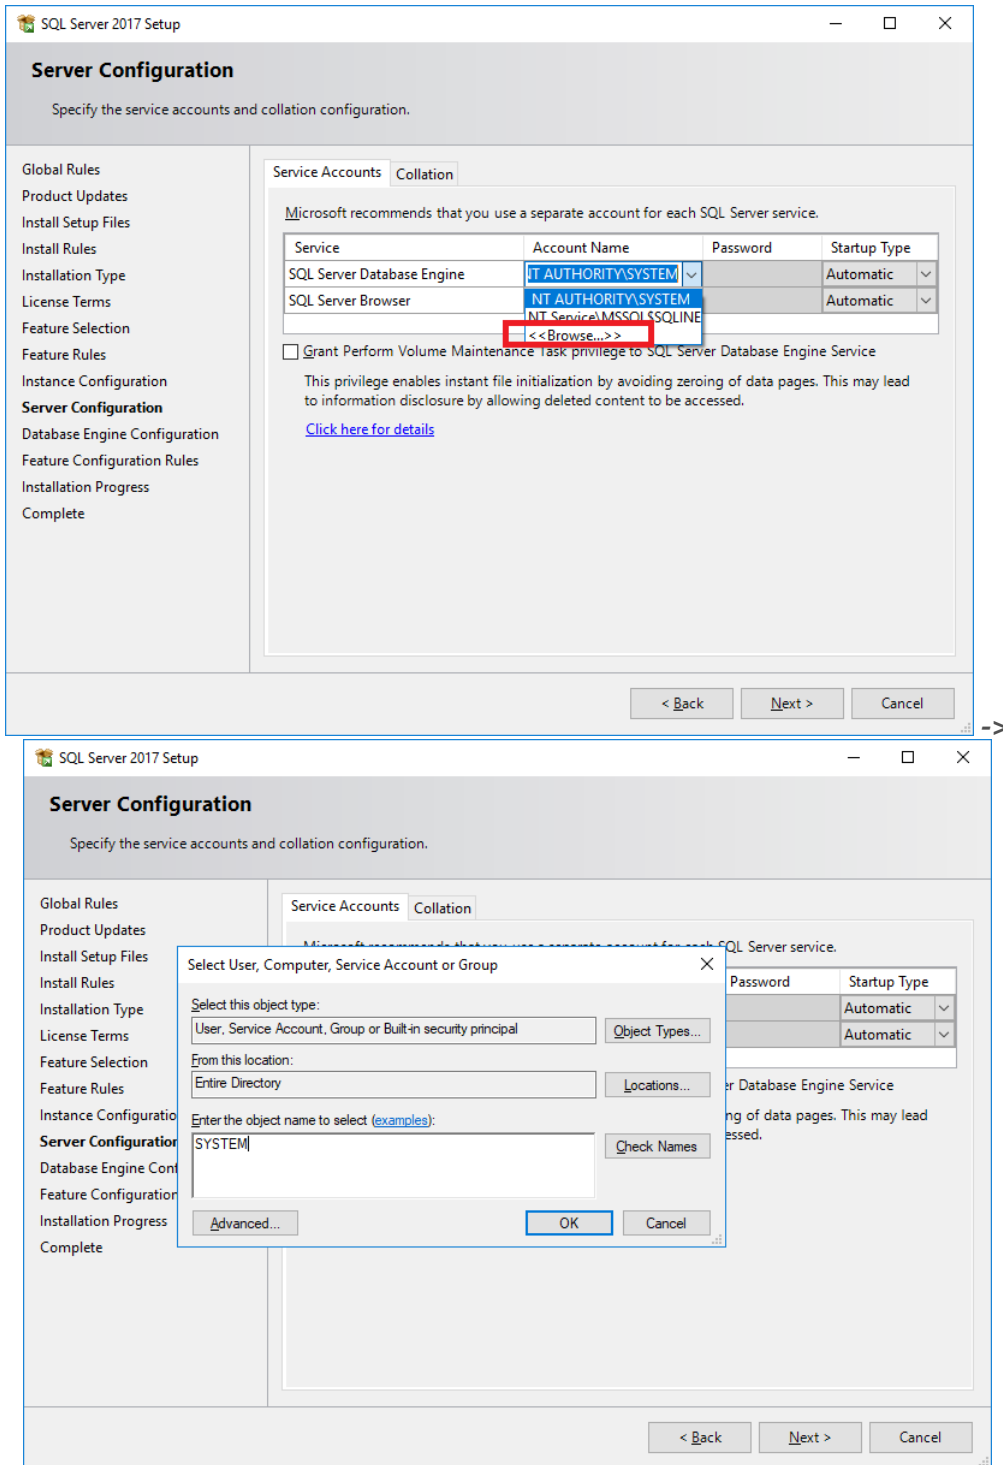 SQL Server 2017 Setup
Server Configuration
Specify the service accounts and collation configuration.
Global Rules
Product Updates
Install Setup Files
Install Rules
Installation Type
License Terms
Feature Selection
Feature Rules
Instance Configuration
Server Configuration
Database Engine Configuration
Feature Configuration Rules
Installation Progress
Complete
Service Accounts Collation
Microsoft recommends that you use a separate account for each SQL Server service.
Service Account Name Password Startup Type
SQL Server Database Engine NT AUTHORITY\SYSTEM Automatic
SQL Server Browser Automatic
NT AUTHORITY\SYSTEM
NT Service\MSSQL$SQLINE
<<Browse...>>
Grant Perform Volume Maintenance Task privilege to SQL Server Database Engine Service
This privilege enables instant file initialization by avoiding zeroing of data pages. This may lead
to information disclosure by allowing deleted content to be accessed.
Click here for details
< Back Next > Cancel
->
SQL Server 2017 Setup
Server Configuration
Specify the service accounts and collation configuration.
Global Rules
Product Updates
Install Setup Files
Install Rules
Installation Type
License Terms
Feature Selection
Feature Rules
Instance Configuratio
Server Configuration
Database Engine Conf
Feature Configuration
Installation Progress
Complete
Service Accounts Collation
Microsoft recommends that you use a separate account for each SQL Server service.
Password Startup Type
Automatic
Automatic
er Database Engine Service
ng of data pages. This may lead
essed.
Select User, Computer, Service Account or Group
Select this object type:
User, Service Account, Group or Built-in security principal Object Types...
From this location:
Entire Directory Locations...
Enter the object name to select (examples):
SYSTEM Check Names
Advanced... OK Cancel
< Back Next > Cancel